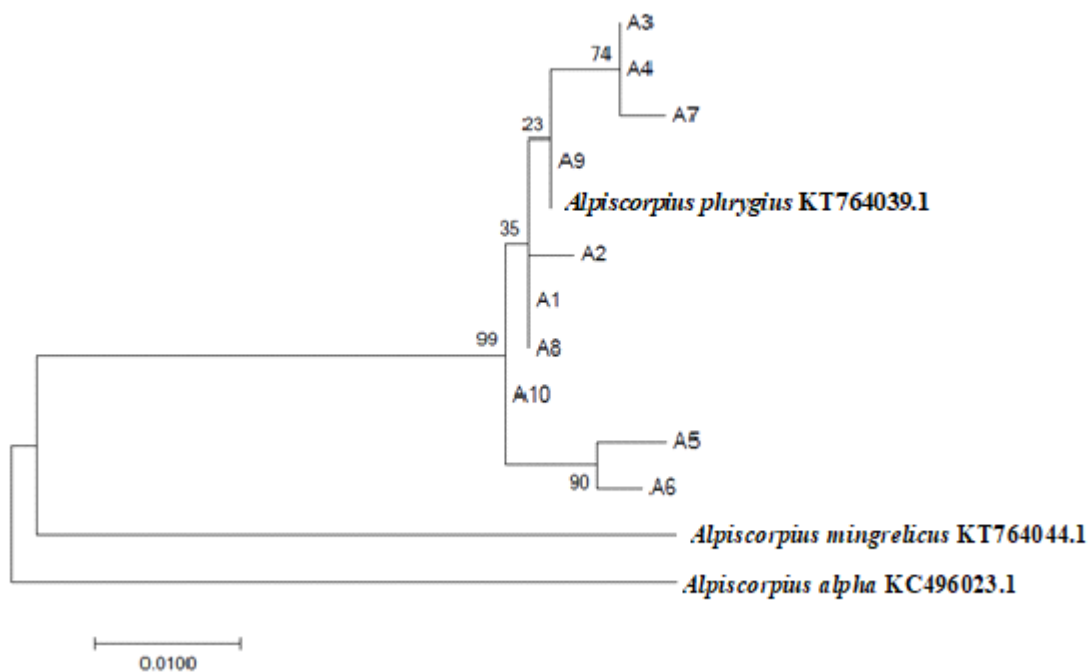 A3
74
A4
A7
23
A9
Alpiscorpius phrygius KT764039.1
35
A2
A1
99
A8
A10
A5
90
A6
Alpiscorpius mingrelicus KT764044.1
Alpiscorpius alpha KC496023.1
0.0100